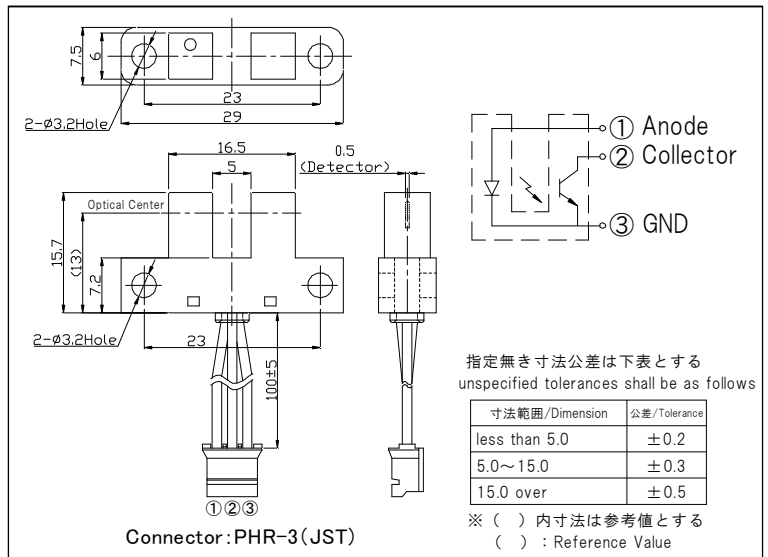 7.5
6
23
29
2-Ø3.2Hole
16.5
5
0.5
(Detector)
Optical Center
15.7
(13)
7.2
2-Ø3.2Hole
23
100±5
①②③
Connector:PHR-3(JST)
① Anode
② Collector
③ GND
指定無き寸法公差は下表とする
unspecified tolerances shall be as follows
寸法範囲/Dimension 公差/Tolerance
less than 5.0 ±0.2
5.0～15.0 ±0.3
15.0 over ±0.5
※ ( ) 内寸法は参考値とする
( ) : Reference Value